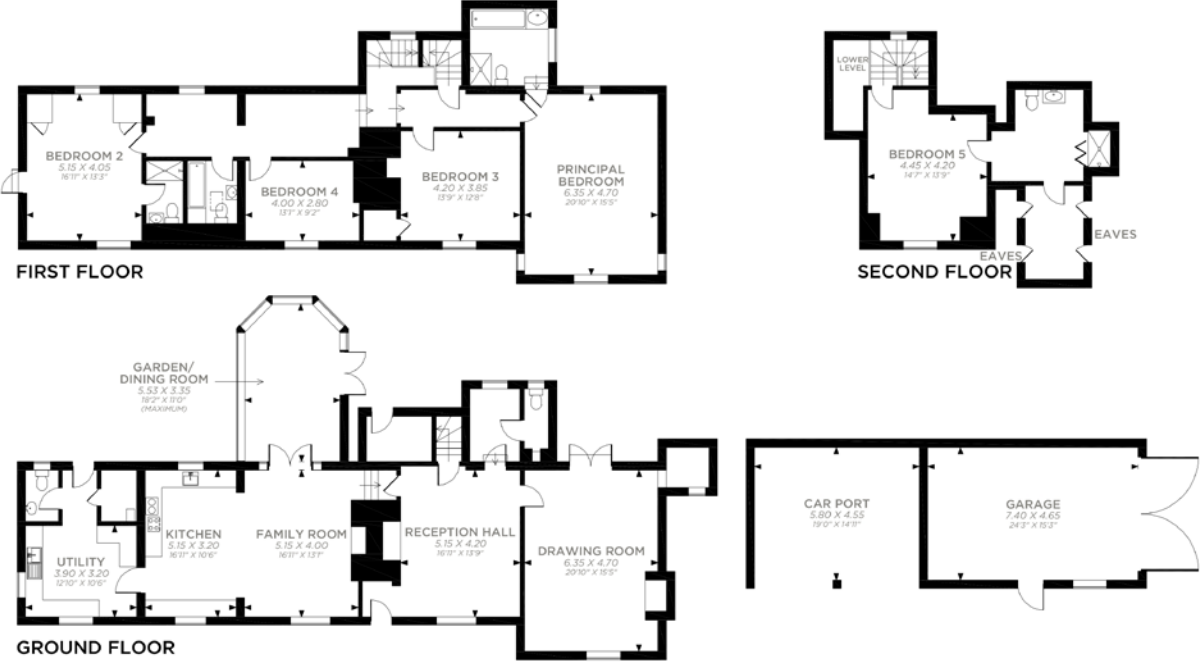 BEDROOM 2
5.15 X 4.05
16'11" X 13'3"
BEDROOM 4
4.00 X 2.80
13'1" X 9'2"
BEDROOM 3
4.20 X 3.85
13'9" X 12'8"
PRINCIPAL
BEDROOM
6.35 X 4.70
20'10" X 15'5"
FIRST FLOOR
LOWER
LEVEL
BEDROOM 5
4.45 X 4.20
14'7" X 13'9"
EAVES
EAVES
SECOND FLOOR
GARDEN/
DINING ROOM
5.53 X 3.35
18'2" X 11'0"
(MAXIMUM)
UTILITY
3.90 X 3.20
12'10" X 10'6"
KITCHEN
5.15 X 3.20
16'11" X 10'6"
FAMILY ROOM
5.15 X 4.00
16'11" X 13'1"
RECEPTION HALL
5.15 X 4.20
16'11" X 13'9"
DRAWING ROOM
6.35 X 4.70
20'10" X 15'5"
GROUND FLOOR
CAR PORT
5.80 X 4.55
19'0" X 14'11"
GARAGE
7.40 X 4.65
24'3" X 15'3"